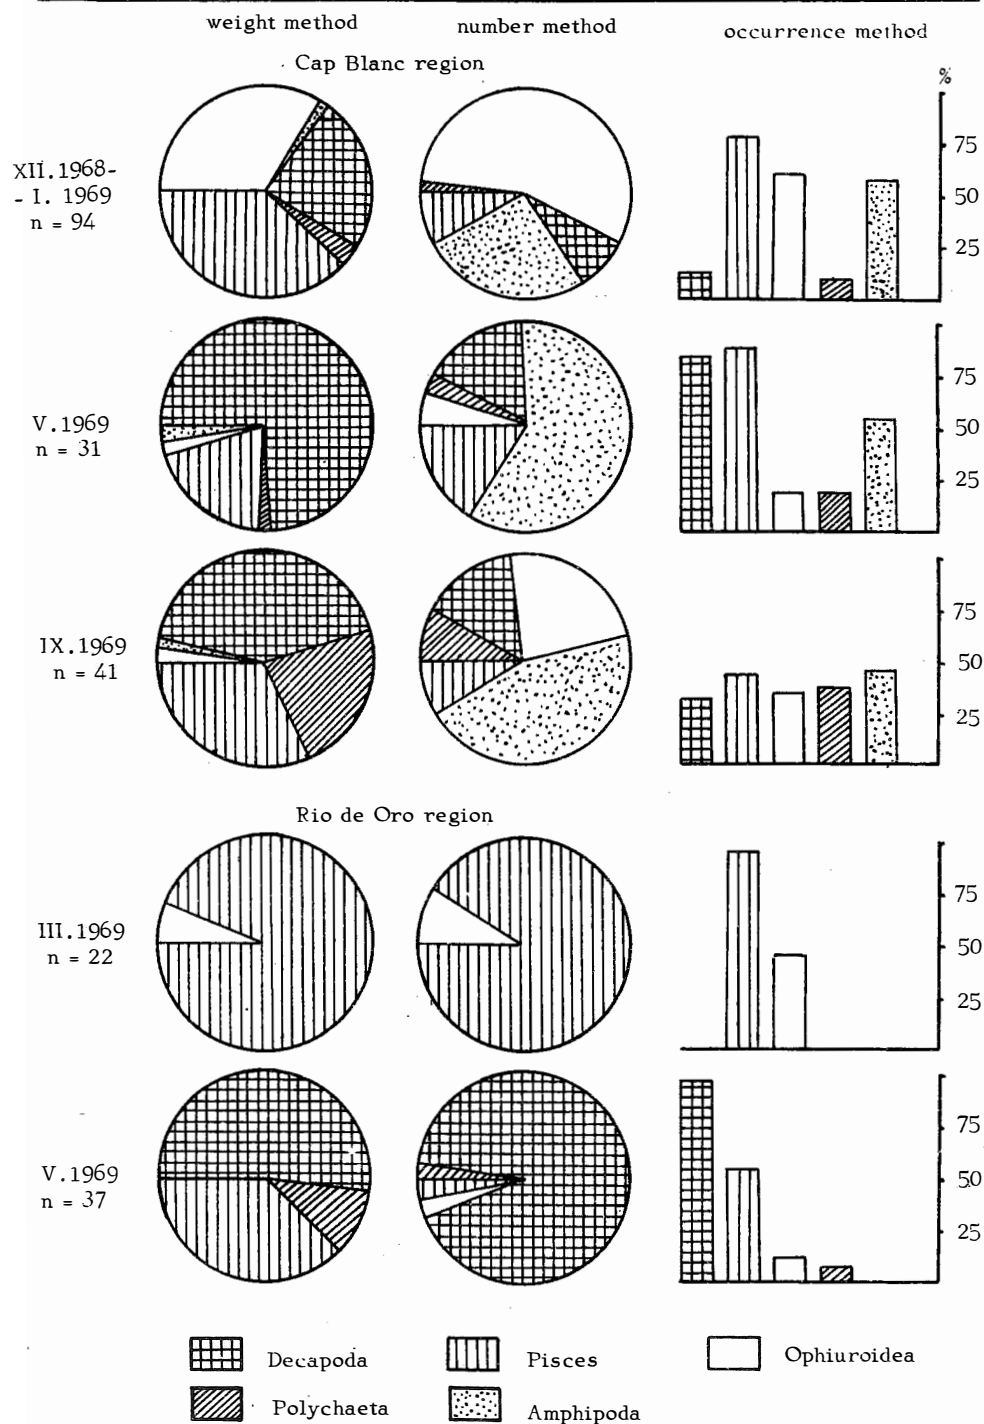 weight method number method occurrence method
Cap Blanc region
%
XII.1968-
- I. 1969
n = 94
75
50
25
V.1969
n = 31
75
50
25
IX.1969
n = 41
75
50
25
Rio de Oro region
III.1969
n = 22
75
50
25
V.1969
n = 37
75
50
25
Decapoda Pisces Ophiuroidea
Polychaeta Amphipoda